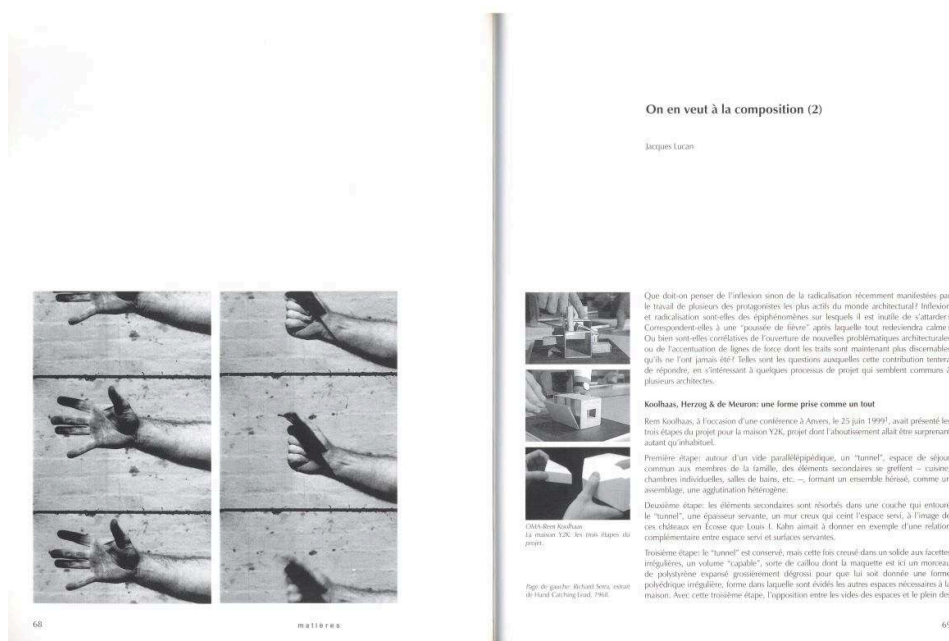 68
matières
On en veut à la composition (2)
Jacques Lucan
OMA-Rem Koolhaas
La maison Y2K: les trois étapes du
projet.
Page de gauche: Richard Serra, extrait
de Hand Catching Lead, 1968.
Que doit-on penser de l'inflexion sinon de la radicalisation récemment manifestées pa
le travail de plusieurs des protagonistes les plus actifs du monde architectural? Inflexion
et radicalisation sont-elles des épiphénomènes sur lesquels il est inutile de s'attarder
Correspondent-elles à une "poussée de fièvre" après laquelle tout redeviendra calme
Ou bien sont-elles corrélatives de l'ouverture de nouvelles problématiques architecturale
ou de l'accentuation de lignes de force dont les traits sont maintenant plus discernable
qu'ils ne l'ont jamais été? Telles sont les questions auxquelles cette contribution tentera
de répondre, en s'intéressant à quelques processus de projet qui semblent communs à
plusieurs architectes.
Koolhaas, Herzog & de Meuron: une forme prise comme un tout
Rem Koolhaas, à l'occasion d'une conférence à Anvers, le 25 juin 1999¹, avait présenté les
trois étapes du projet pour la maison Y2K, projet dont l'aboutissement allait être surprenan
autant qu'inhabituel.
Première étape: autour d'un vide parallélépipédique, un "tunnel", espace de séjour
commun aux membres de la famille, des éléments secondaires se greffent – cuisine
chambres individuelles, salles de bains, etc. –, formant un ensemble hérissé, comme un
assemblage, une agglutination hétérogène.
Deuxième étape: les éléments secondaires sont résorbés dans une couche qui entoure
le "tunnel", une épaisseur servante, un mur creux qui ceint l'espace servi, à l'image de
ces châteaux en Écosse que Louis I. Kahn aimait à donner en exemple d'une relation
complémentaire entre espace servi et surfaces servantes.
Troisième étape: le "tunnel" est conservé, mais cette fois creusé dans un solide aux facettes
irrégulières, un volume "capable", sorte de caillou dont la maquette est ici un morceau
de polystyrène expansé grossièrement dégrossi pour que lui soit donnée une forme
polyédrique irrégulière, forme dans laquelle sont évidés les autres espaces nécessaires à la
maison. Avec cette troisième étape, l'opposition entre les vides des espaces et le plein des